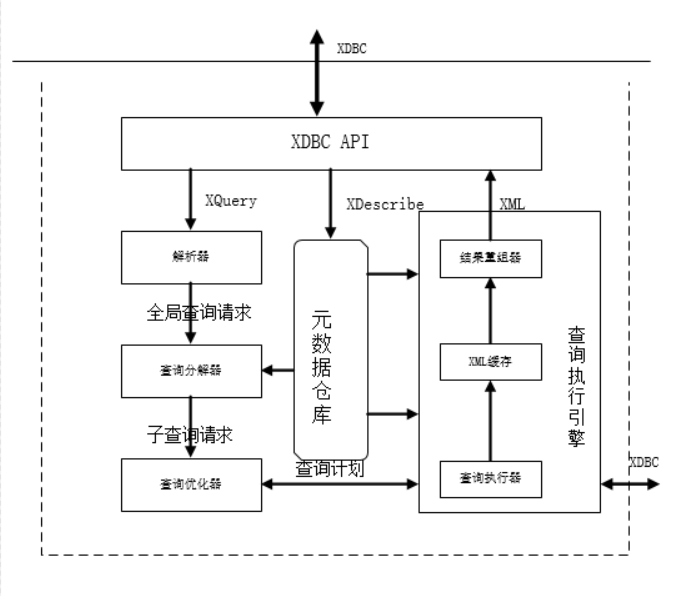 XDBC
XDBC API
XQuery
XDescribe
XML
解析器
结果重组器
全局查询请求
元数据仓库
查询执行引擎
查询分解器
XML缓存
子查询请求
查询计划
XDBC
查询优化器
查询执行器